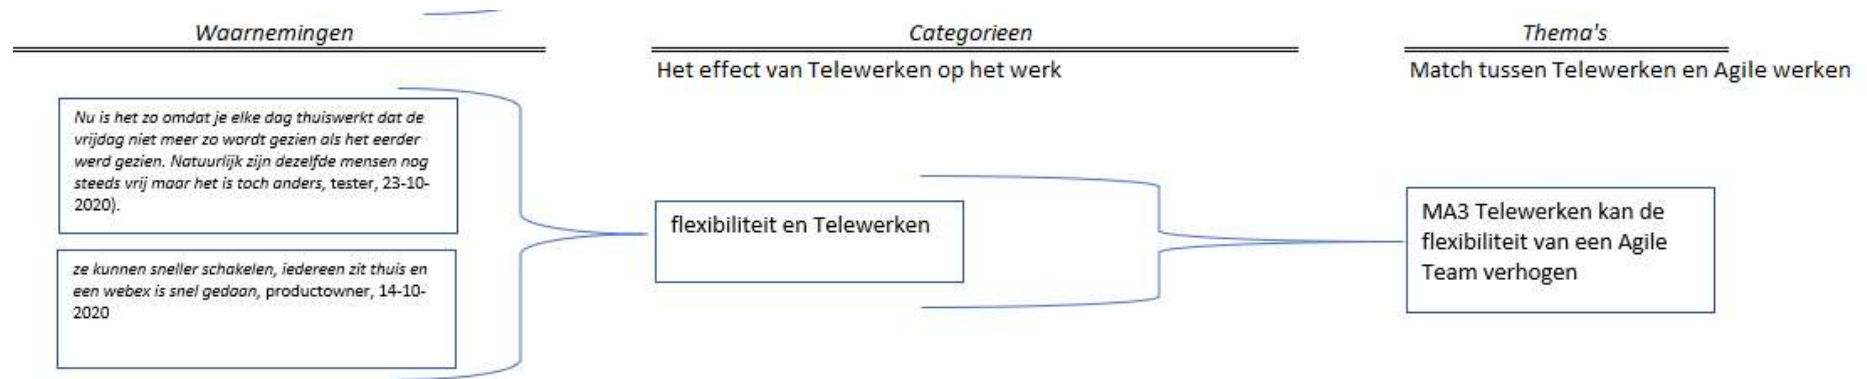 Waarnemingen
Categorieen
Thema's
Het effect van Telewerken op het werk
Match tussen Telewerken en Agile werken
Nu is het zo omdat je elke dag thuiswerkt dat de
vrijdag niet meer zo wordt gezien als het eerder
werd gezien. Natuurlijk zijn dezelfde mensen nog
steeds vrij maar het is toch anders, tester, 23-10-
2020).
ze kunnen sneller schakelen, iedereen zit thuis en
een webex is snel gedaan, productowner, 14-10-
2020
flexibiliteit en Telewerken
MA3 Telewerken kan de
flexibiliteit van een Agile
Team verhogen